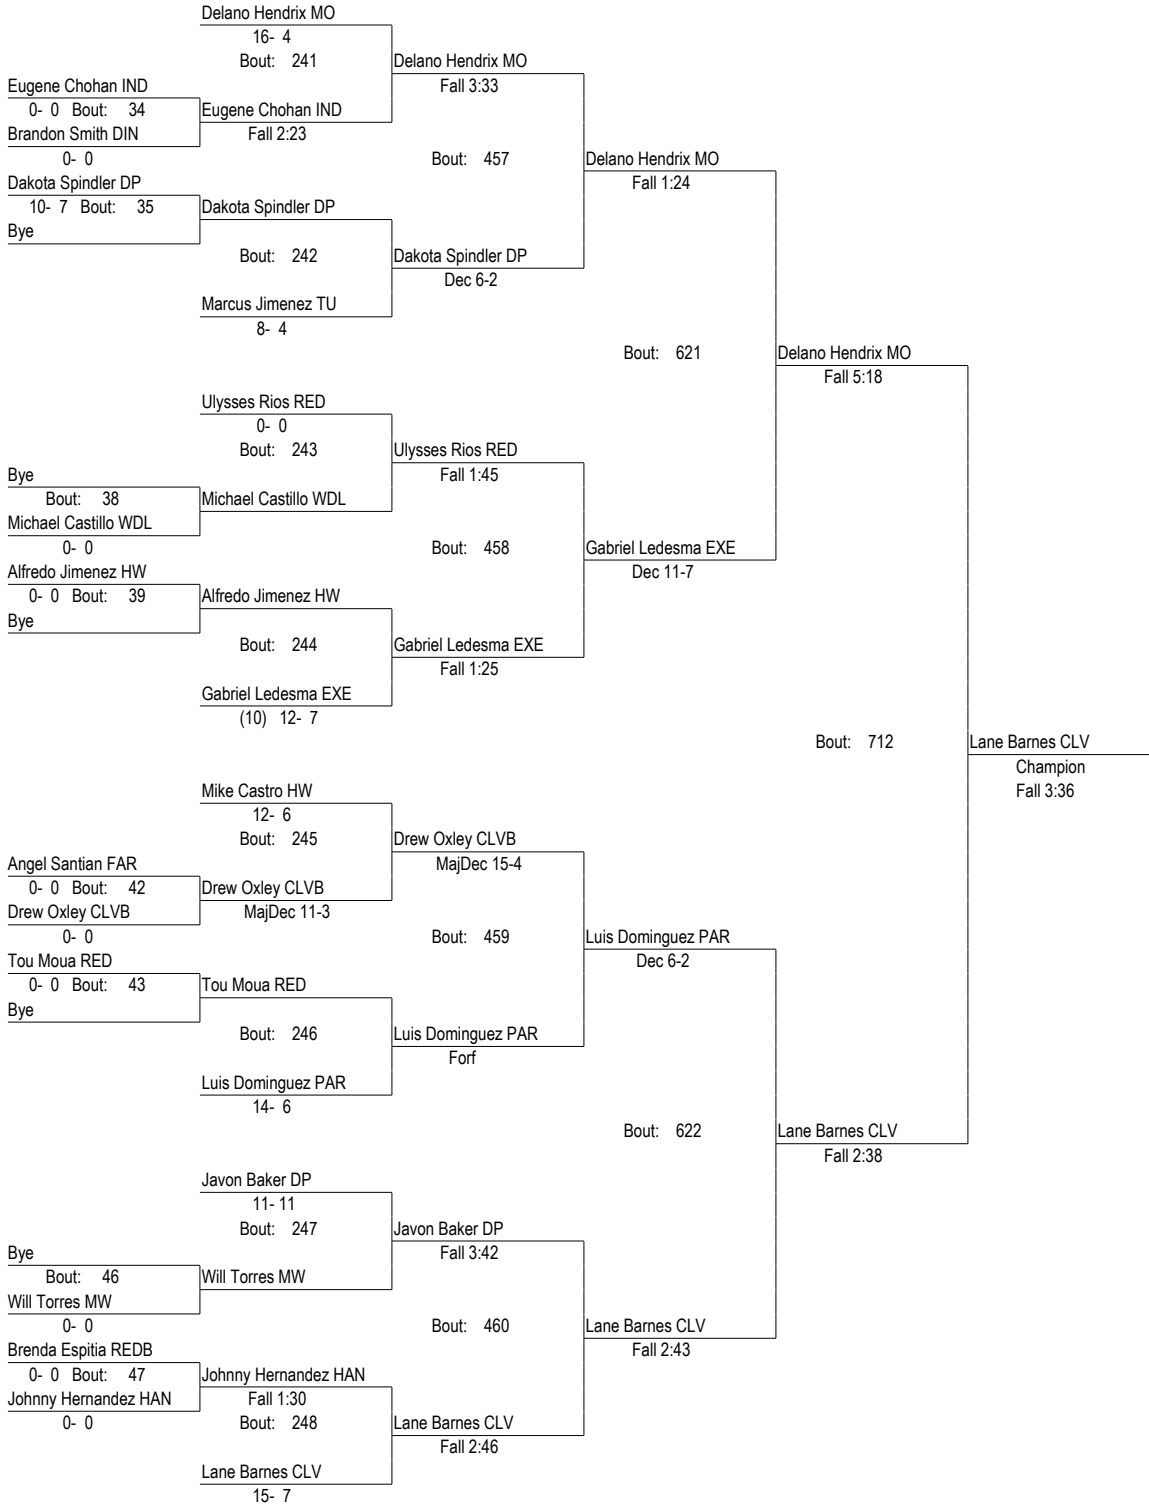 Delano Hendrix MO
16- 4
Bout: 241
Delano Hendrix MO
Fall 3:33
Eugene Chohan IND
0- 0 Bout: 34
Eugene Chohan IND
Brandon Smith DIN
Fall 2:23
0- 0
Bout: 457
Delano Hendrix MO
Fall 1:24
Dakota Spindler DP
10- 7 Bout: 35
Dakota Spindler DP
Bye
Bout: 242
Dakota Spindler DP
Dec 6-2
Marcus Jimenez TU
8- 4
Bout: 621
Delano Hendrix MO
Fall 5:18
Ulysses Rios RED
0- 0
Bout: 243
Ulysses Rios RED
Fall 1:45
Bye
Bout: 38
Michael Castillo WDL
Michael Castillo WDL
0- 0
Bout: 458
Gabriel Ledesma EXE
Dec 11-7
Alfredo Jimenez HW
0- 0 Bout: 39
Alfredo Jimenez HW
Bye
Bout: 244
Gabriel Ledesma EXE
Fall 1:25
Gabriel Ledesma EXE
(10) 12- 7
Bout: 712
Lane Barnes CLV
Champion
Fall 3:36
Mike Castro HW
12- 6
Bout: 245
Drew Oxley CLVB
MajDec 15-4
Angel Santian FAR
0- 0 Bout: 42
Drew Oxley CLVB
Drew Oxley CLVB
MajDec 11-3
0- 0
Bout: 459
Luis Dominguez PAR
Dec 6-2
Tou Moua RED
0- 0 Bout: 43
Tou Moua RED
Bye
Bout: 246
Luis Dominguez PAR
Forf
Luis Dominguez PAR
14- 6
Bout: 622
Lane Barnes CLV
Fall 2:38
Javon Baker DP
11- 11
Bout: 247
Javon Baker DP
Fall 3:42
Bye
Bout: 46
Will Torres MW
Will Torres MW
0- 0
Bout: 460
Lane Barnes CLV
Fall 2:43
Brenda Espitia REDB
0- 0 Bout: 47
Johnny Hernandez HAN
Johnny Hernandez HAN
Fall 1:30
0- 0
Bout: 248
Lane Barnes CLV
Fall 2:46
Lane Barnes CLV
15- 7